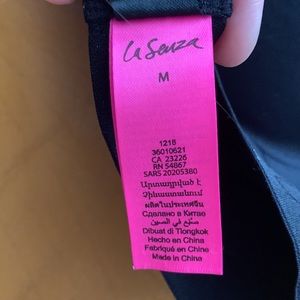 La Senza
M
1218
36010621
CA 23226
RN 54867
SARS 20205380
Արտադրված է
Չինաստանում
ผลิตในประเทศจีน
Сделано в Китае
صنع في الصين
Dibuat di Tiongkok
Hecho en China
Fabriqué en China
Made in China